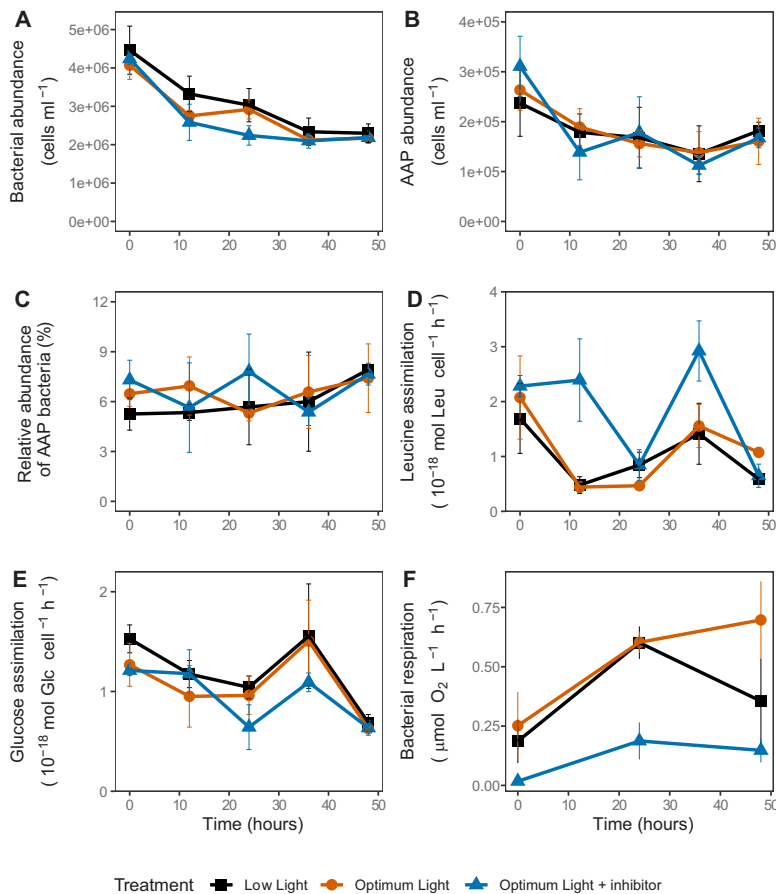 A
Bacterial abundance
(cells ml⁻¹)
5e+06
4e+06
3e+06
2e+06
1e+06
0e+00
0 10 20 30 40 50
B
AAP abundance
(cells ml⁻¹)
4e+05
3e+05
2e+05
1e+05
0e+00
0 10 20 30 40 50
C
Relative abundance
of AAP bacteria (%)
12
9
6
3
0
0 10 20 30 40 50
D
Leucine assimilation
( 10⁻¹⁸ mol Leu cell⁻¹ h⁻¹)
4
3
2
1
0
0 10 20 30 40 50
E
Glucose assimilation
( 10⁻¹⁸ mol Glc cell⁻¹ h⁻¹)
2
1
0
0 10 20 30 40 50
Time (hours)
F
Bacterial respiration
( μmol O₂ L⁻¹ h⁻¹)
0.75
0.50
0.25
0.00
0 10 20 30 40 50
Time (hours)
Treatment Low Light Optimum Light Optimum Light + inhibitor